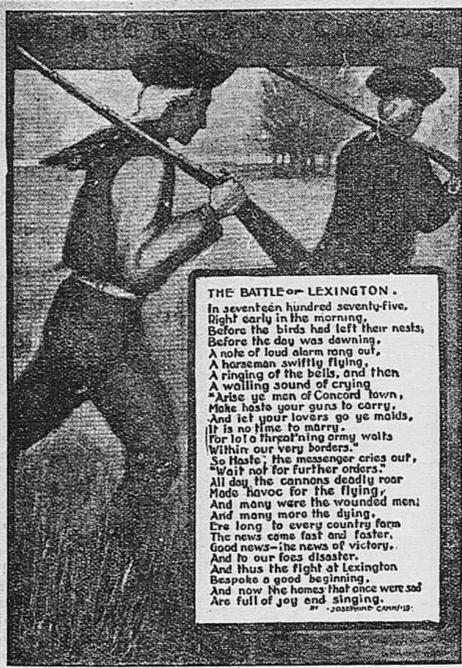 THE BATTLE OF LEXINGTON.
In seventeen hundred seventy-five,
Right early in the morning,
Before the birds had left their nests,
Before the day was dawning,
A note of loud alarm rang out,
A horseman swiftly flying,
A ringing of the bells, and then
A wailing sound of crying
"Arise ye men of Concord town,
Make haste your guns to carry,
And let your lovers go ye maids,
It is no time to marry.
For lo! a threat'ning army waits
Within our very borders."
So Haste; the messenger cries out,
"Wait not for further orders."
All day the cannons deadly roar
Made havoc for the flying,
And many were the wounded men;
And many more the dying,
Ere long to every country farm
The news came fast and faster,
Good news-the news of victory,
And to our foes disaster.
And thus the fight at Lexington
Bespoke a good beginning,
And now the homes that once were sad
Are full of joy and singing.
BY JOSEPHINE